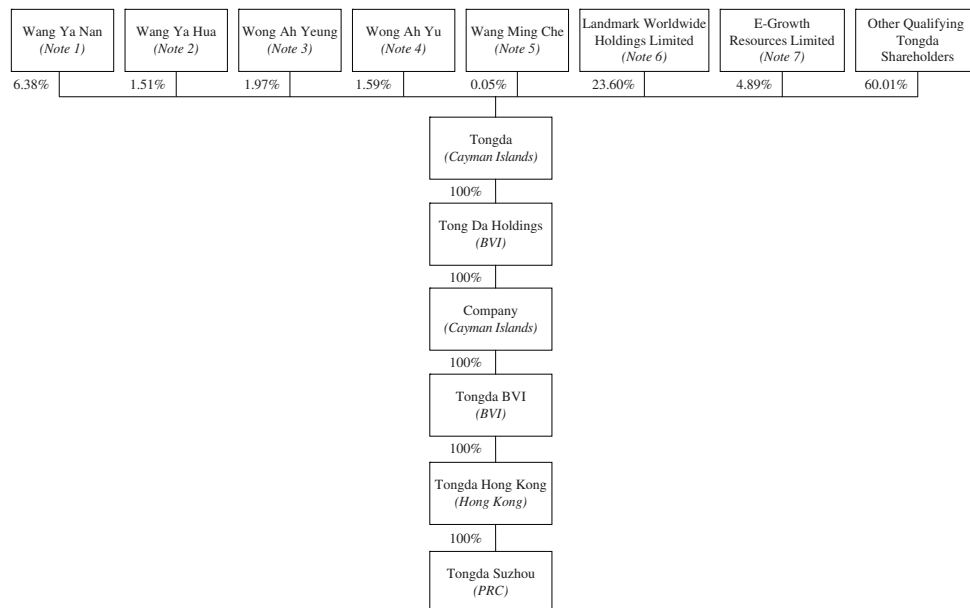 Wang Ya Nan
(Note 1)
Wang Ya Hua
(Note 2)
Wong Ah Yeung
(Note 3)
Wong Ah Yu
(Note 4)
Wang Ming Che
(Note 5)
Landmark Worldwide
Holdings Limited
(Note 6)
E-Growth
Resources Limited
(Note 7)
Other Qualifying
Tongda
Shareholders
6.38%
1.51%
1.97%
1.59%
0.05%
23.60%
4.89%
60.01%
Tongda
(Cayman Islands)
100%
Tong Da Holdings
(BVI)
100%
Company
(Cayman Islands)
100%
Tongda BVI
(BVI)
100%
Tongda Hong Kong
(Hong Kong)
100%
Tongda Suzhou
(PRC)